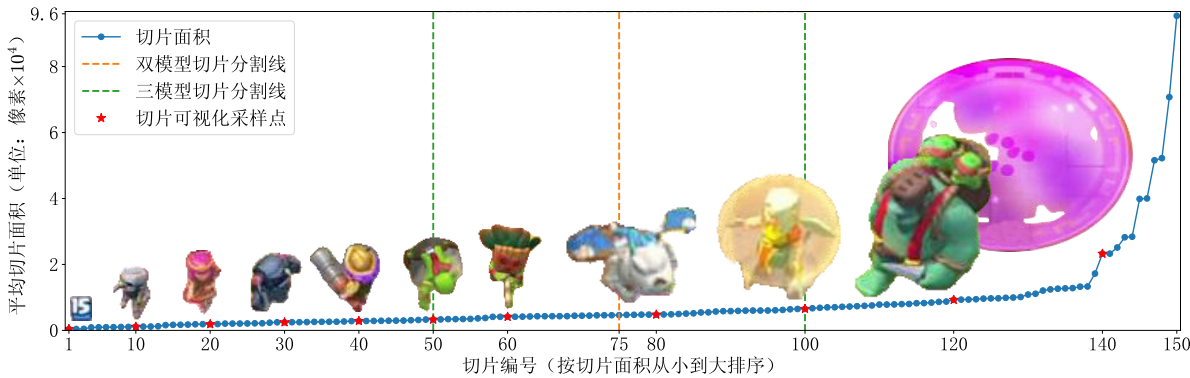 9.6
8
6
4
2
0
平均切片面积（单位：像素×10⁴）
切片面积
双模型切片分割线
三模型切片分割线
切片可视化采样点
15
1 10 20 30 40 50 60 75 80 100 120 140 150
切片编号（按切片面积从小到大排序）